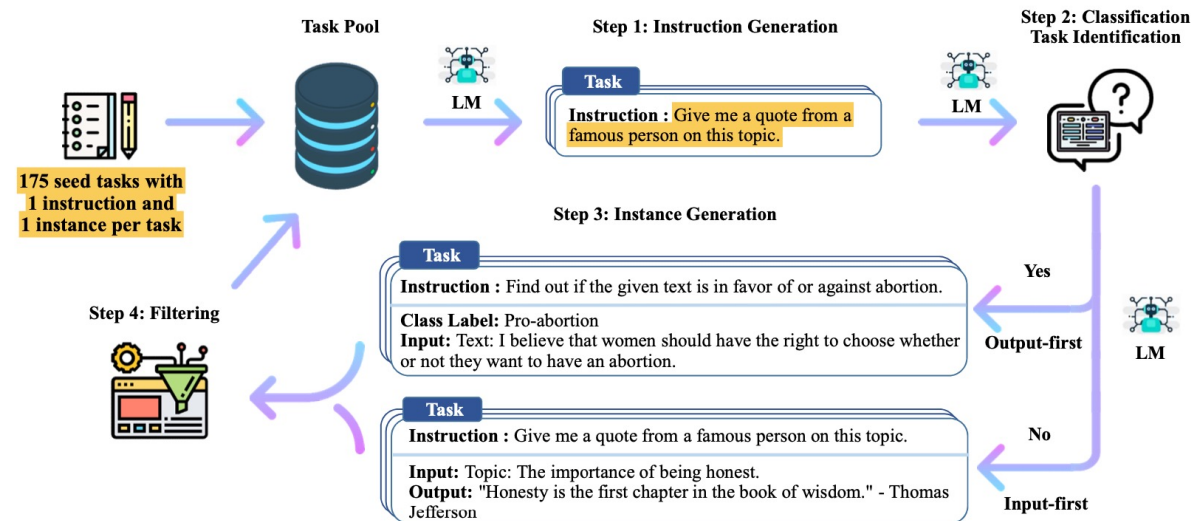 Task Pool
Step 1: Instruction Generation
Step 2: Classification
Task Identification
LM
LM
Task
Instruction : Give me a quote from a
famous person on this topic.
175 seed tasks with
1 instruction and
1 instance per task
Step 3: Instance Generation
Task
Instruction : Find out if the given text is in favor of or against abortion.
Class Label: Pro-abortion
Input: Text: I believe that women should have the right to choose whether
or not they want to have an abortion.
Yes
Output-first
LM
Step 4: Filtering
Task
Instruction : Give me a quote from a famous person on this topic.
Input: Topic: The importance of being honest.
Output: "Honesty is the first chapter in the book of wisdom." - Thomas
Jefferson
No
Input-first